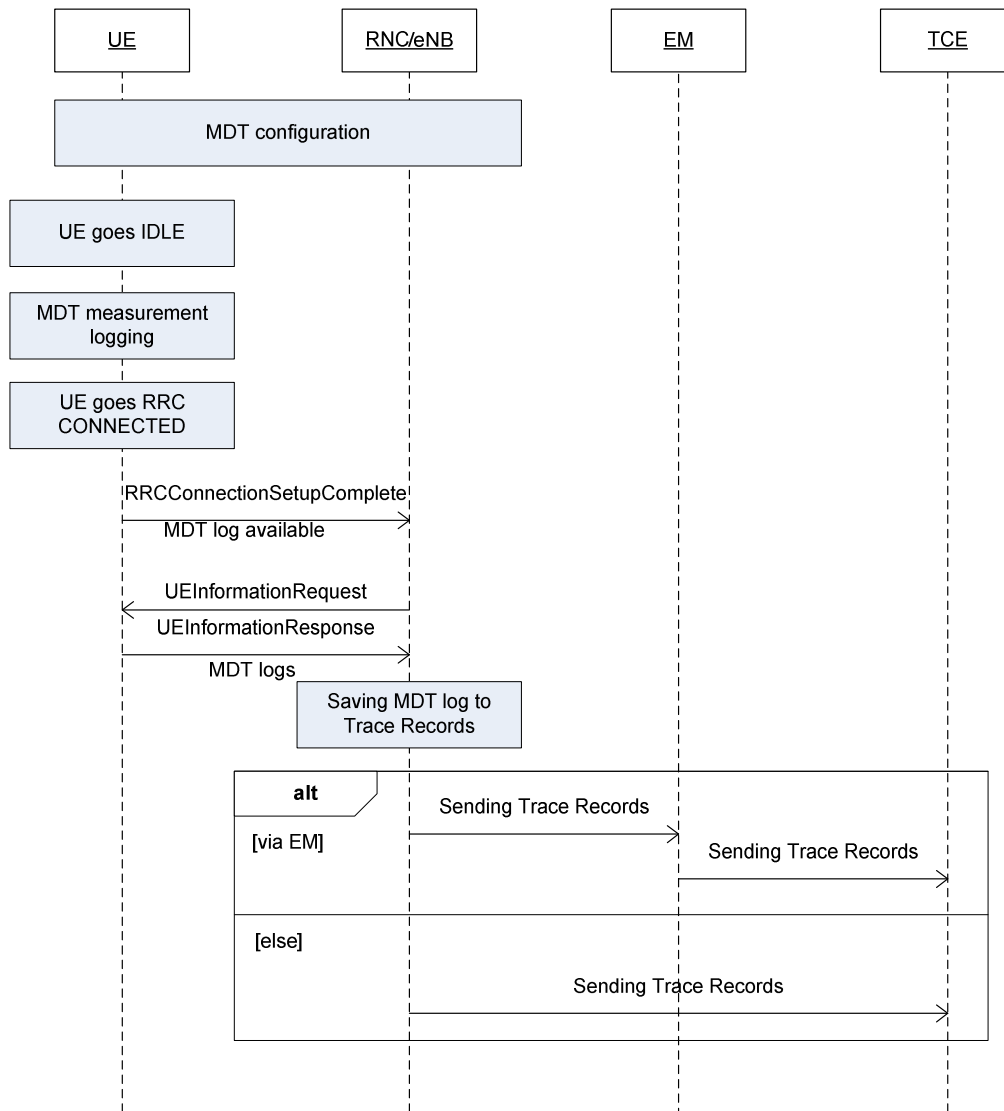 UE
RNC/eNB
EM
TCE
MDT configuration
UE goes IDLE
MDT measurement
logging
UE goes RRC
CONNECTED
RRCConnectionSetupComplete
MDT log available
UEInformationRequest
UEInformationResponse
MDT logs
Saving MDT log to
Trace Records
alt
Sending Trace Records
[via EM]
Sending Trace Records
[else]
Sending Trace Records